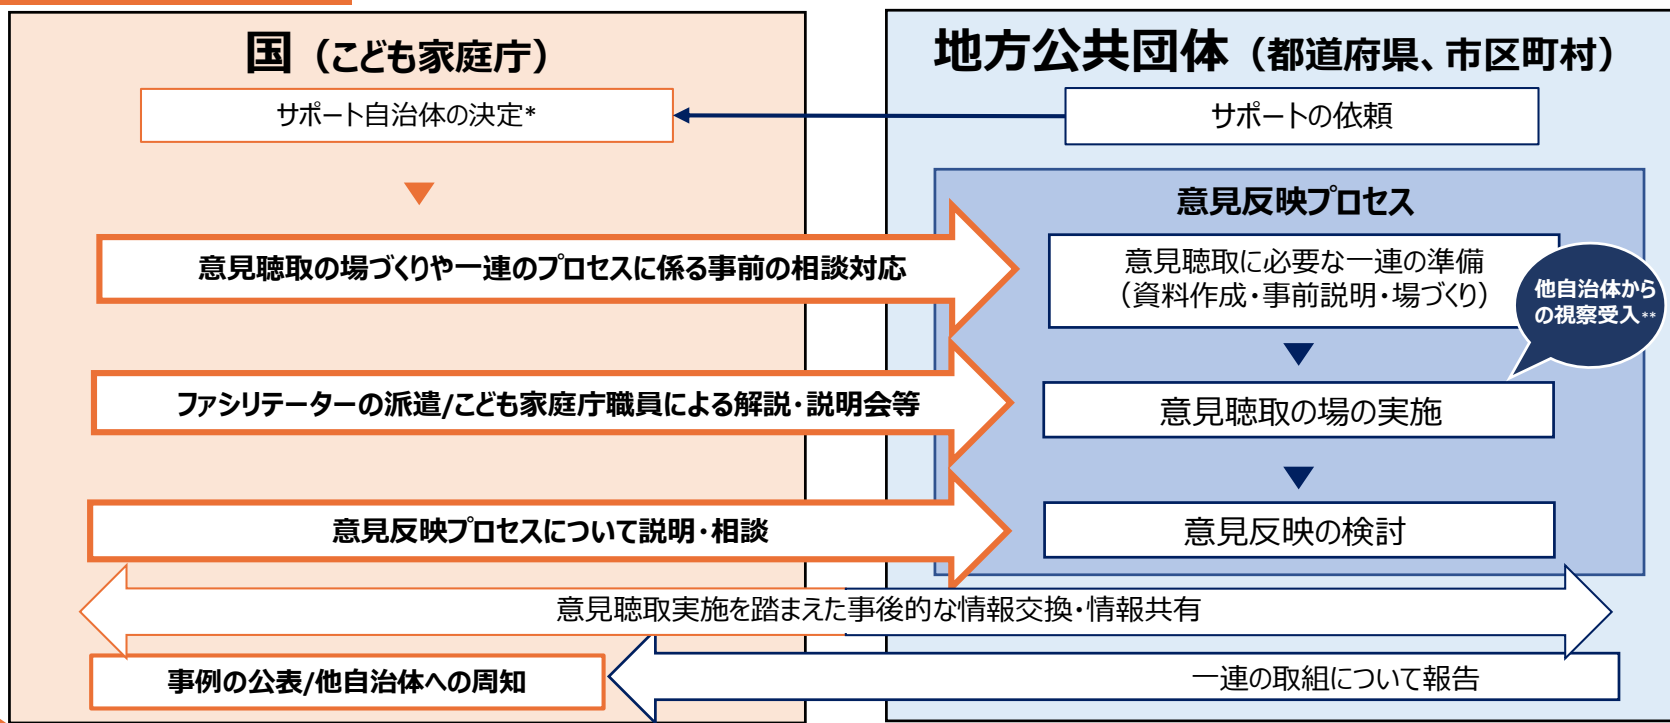 国（こども家庭庁）
地方公共団体（都道府県、市区町村）
サポート自治体の決定*
サポートの依頼
意見反映プロセス
意見聴取の場づくりや一連のプロセスに係る事前の相談対応
意見聴取に必要な一連の準備
（資料作成・事前説明・場づくり）
他自治体から
の視察受入**
ファシリテーターの派遣/こども家庭庁職員による解説・説明会等
意見聴取の場の実施
意見反映プロセスについて説明・相談
意見反映の検討
意見聴取実施を踏まえた事後的な情報交換・情報共有
事例の公表/他自治体への周知
一連の取組について報告